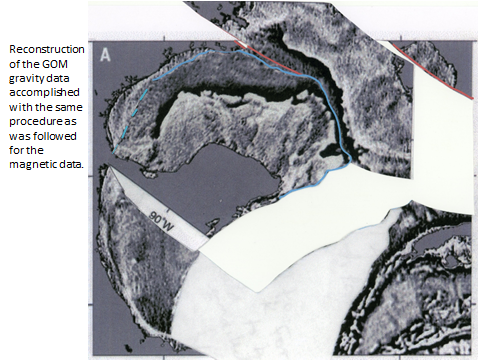 Reconstruction
of the GOM
gravity data
accomplished
with the same
procedure as
was followed
for the
magnetic data.
A
90°W